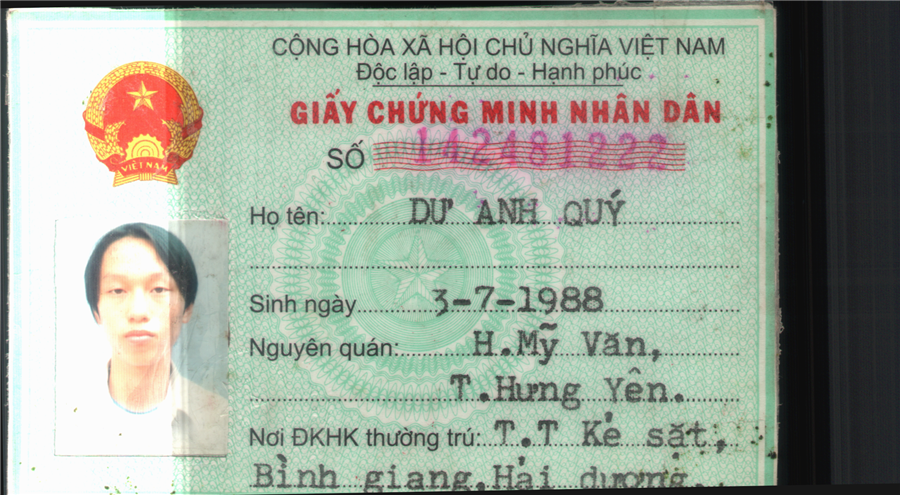 CỘNG HÒA XÃ HỘI CHỦ NGHĨA VIỆT NAM
Độc lập - Tự do - Hạnh phúc
GIẤY CHỨNG MINH NHÂN DÂN
SỐ 142481222
VIỆT NAM
Họ tên: DƯ ANH QUÝ
Sinh ngày 3-7-1988
Nguyên quán: H.Mỹ Văn,
T.Hưng Yên.
Nơi ĐKHK thường trú: T.T Kẻ sặt,
Bình giang, Hải dương.